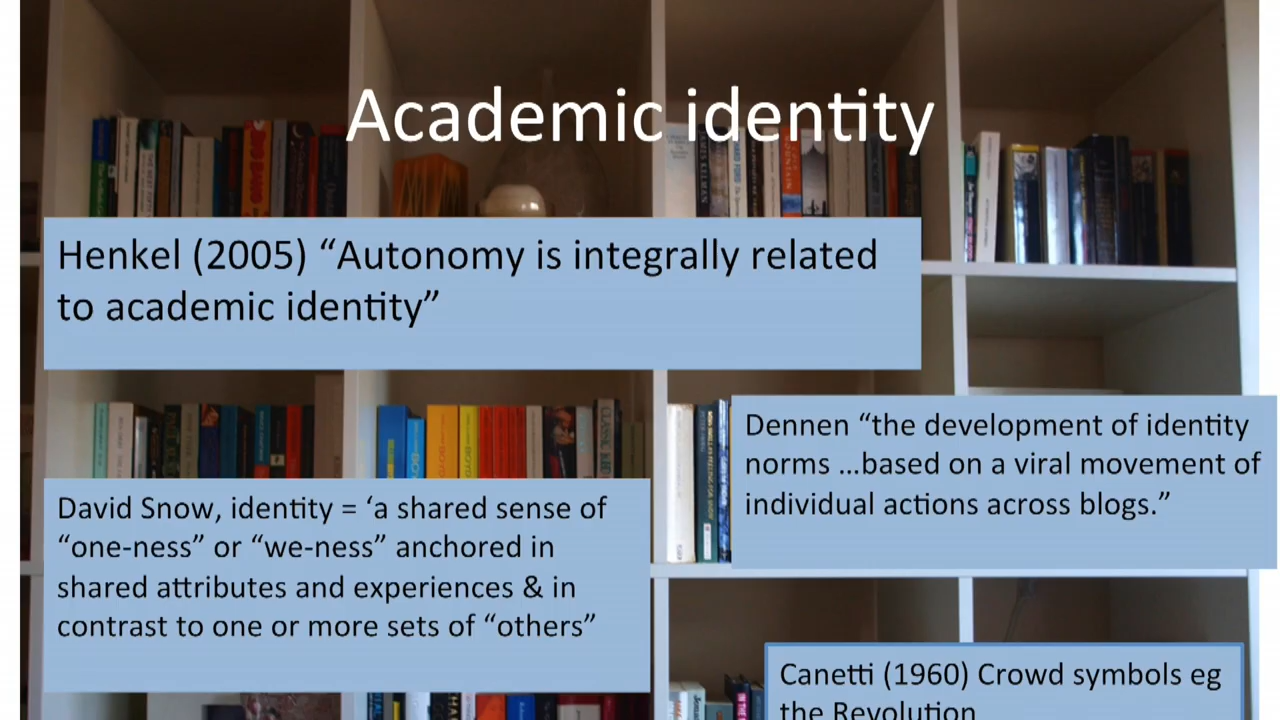 Academic identity
Henkel (2005) “Autonomy is integrally related
to academic identity”
Dennen “the development of identity
norms ...based on a viral movement of
individual actions across blogs.”
David Snow, identity = ‘a shared sense of
“one-ness” or “we-ness” anchored in
shared attributes and experiences & in
contrast to one or more sets of “others”
Canetti (1960) Crowd symbols eg
the Revolution